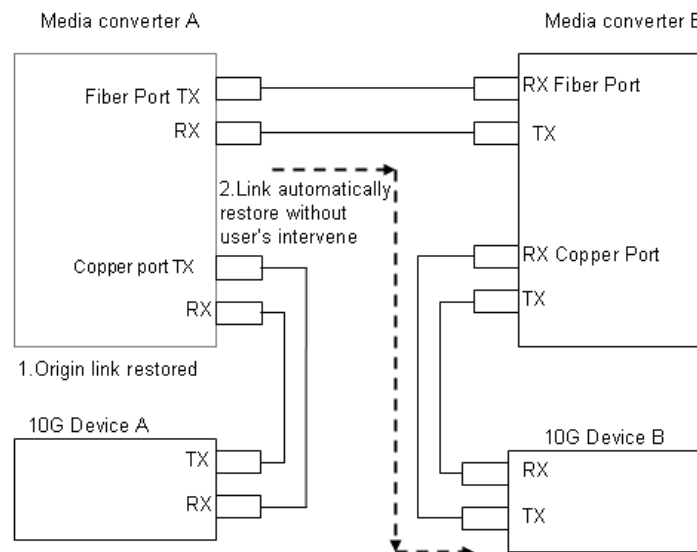 Media converter A
Media converter B
Fiber Port TX
RX
RX Fiber Port
TX
2.Link automatically
restore without
user's intervene
Copper port TX
RX
RX Copper Port
TX
1.Origin link restored
10G Device A
TX
RX
10G Device B
RX
TX